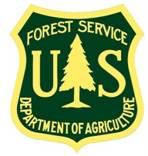 FOREST SERVICE
U S
DEPARTMENT OF AGRICULTURE